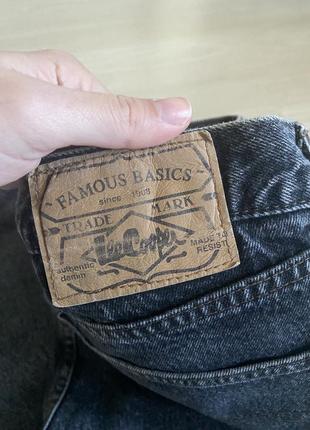 FAMOUS BASICS
since 1908
TRADE MARK
Lee Cooper
authentic
denim
MADE TO
RESIST